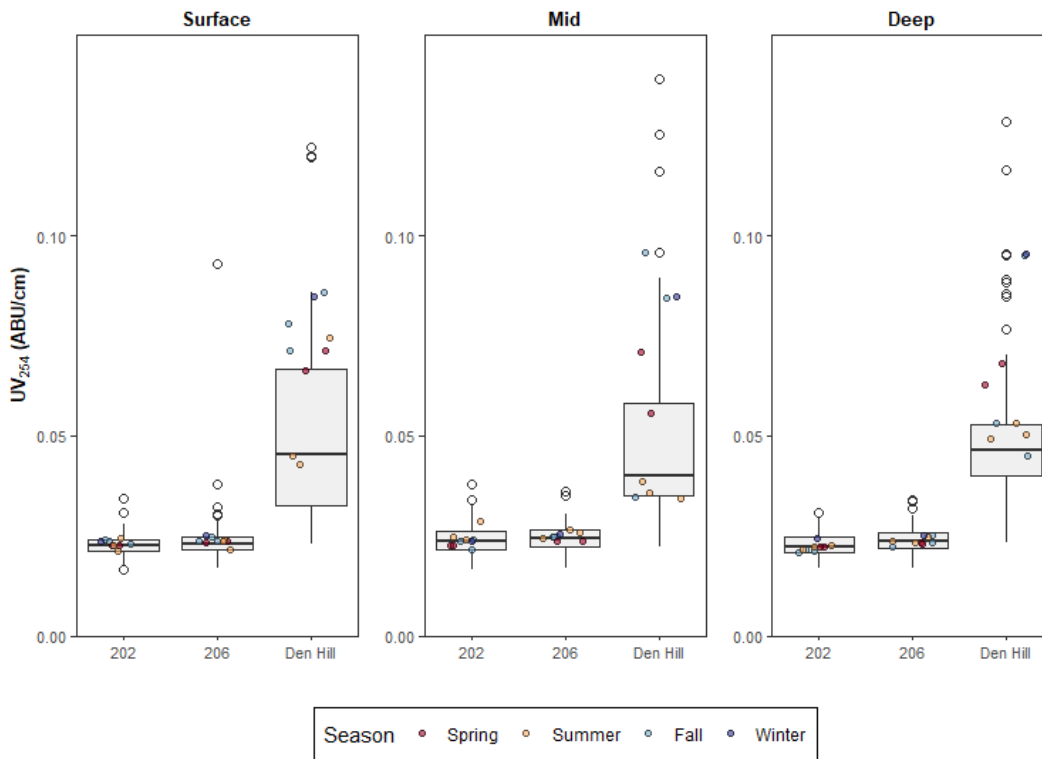 Surface Mid Deep
UV254 (ABU/cm)
0.10
0.05
0.00
202 206 Den Hill
0.10
0.05
0.00
202 206 Den Hill
0.10
0.05
0.00
202 206 Den Hill
Season Spring Summer Fall Winter